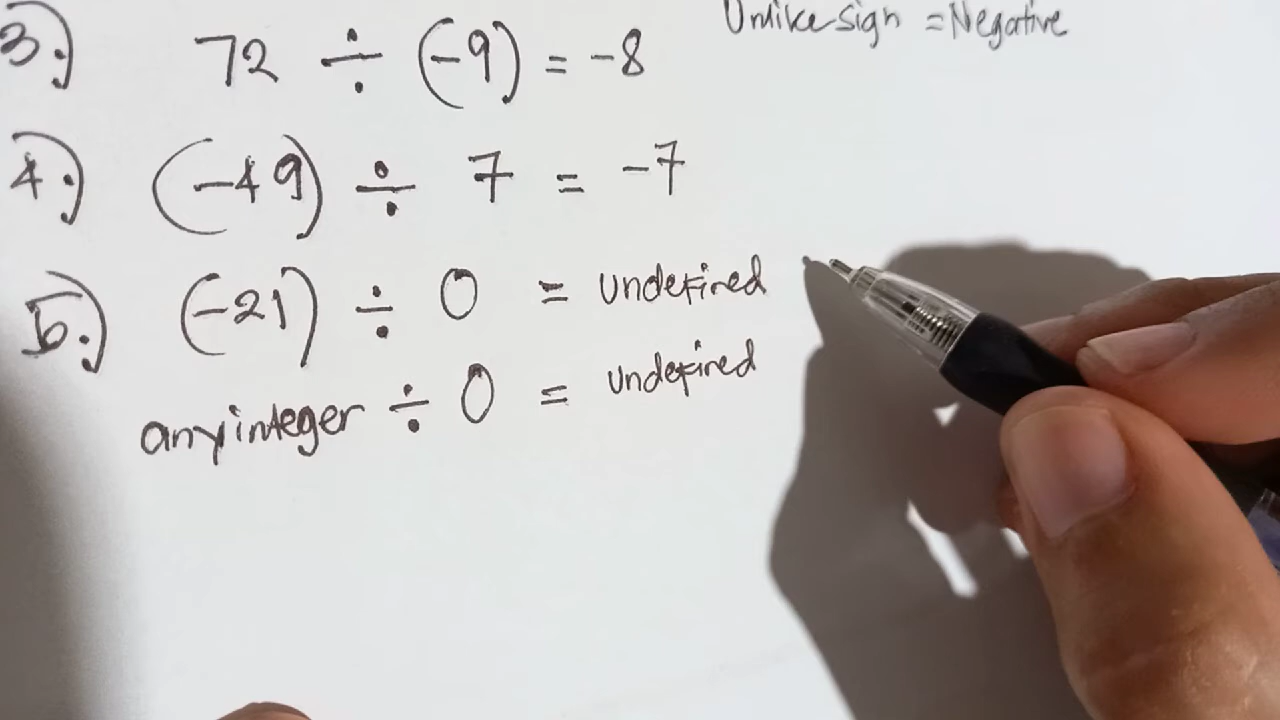 Unlike sign = Negative
3.) 72 ÷ (-9) = -8
4.) (-49) ÷ 7 = -7
5.) (-21) ÷ 0 = undefined
any integer ÷ 0 = undefined